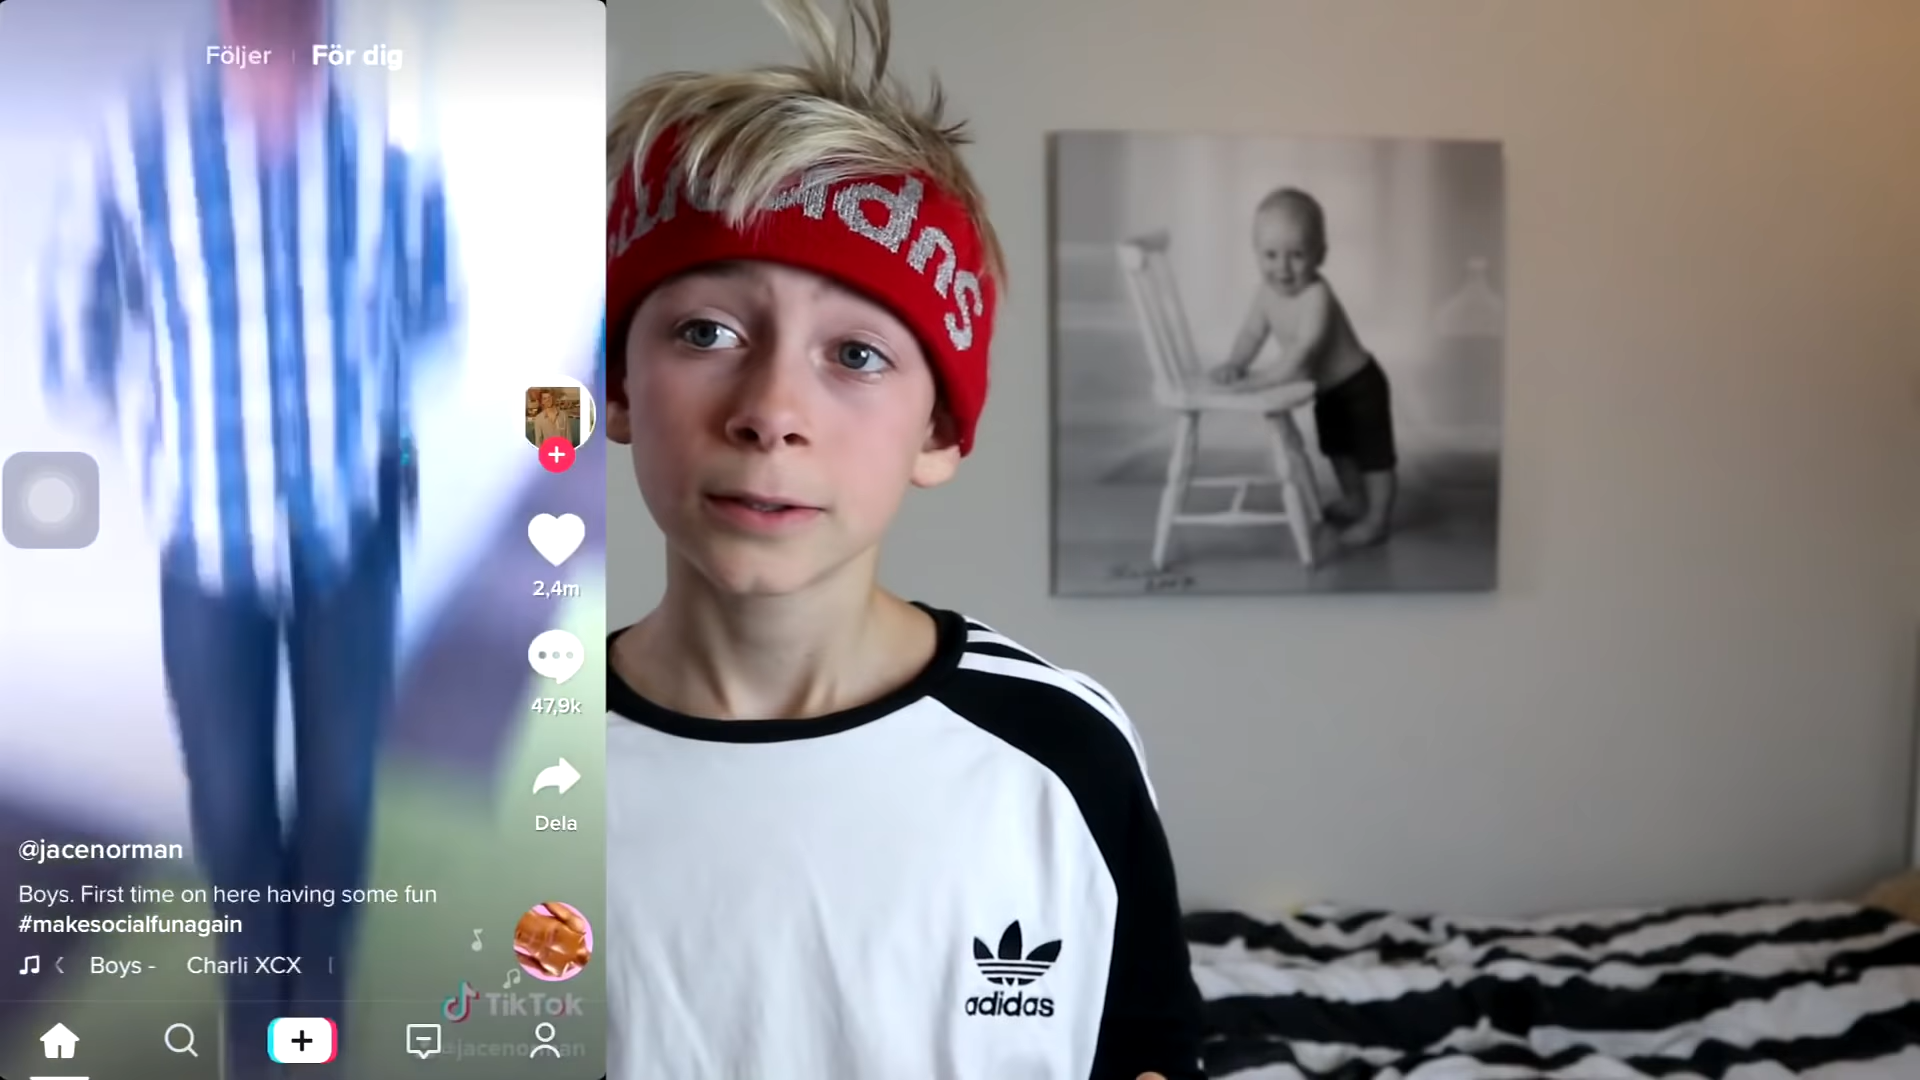 Följer För dig
2,4m
47,9k
Dela
@jacenorman
Boys. First time on here having some fun
#makesocialfunagain
Boys - Charli XCX
TikTok
@jacenorman
adidas